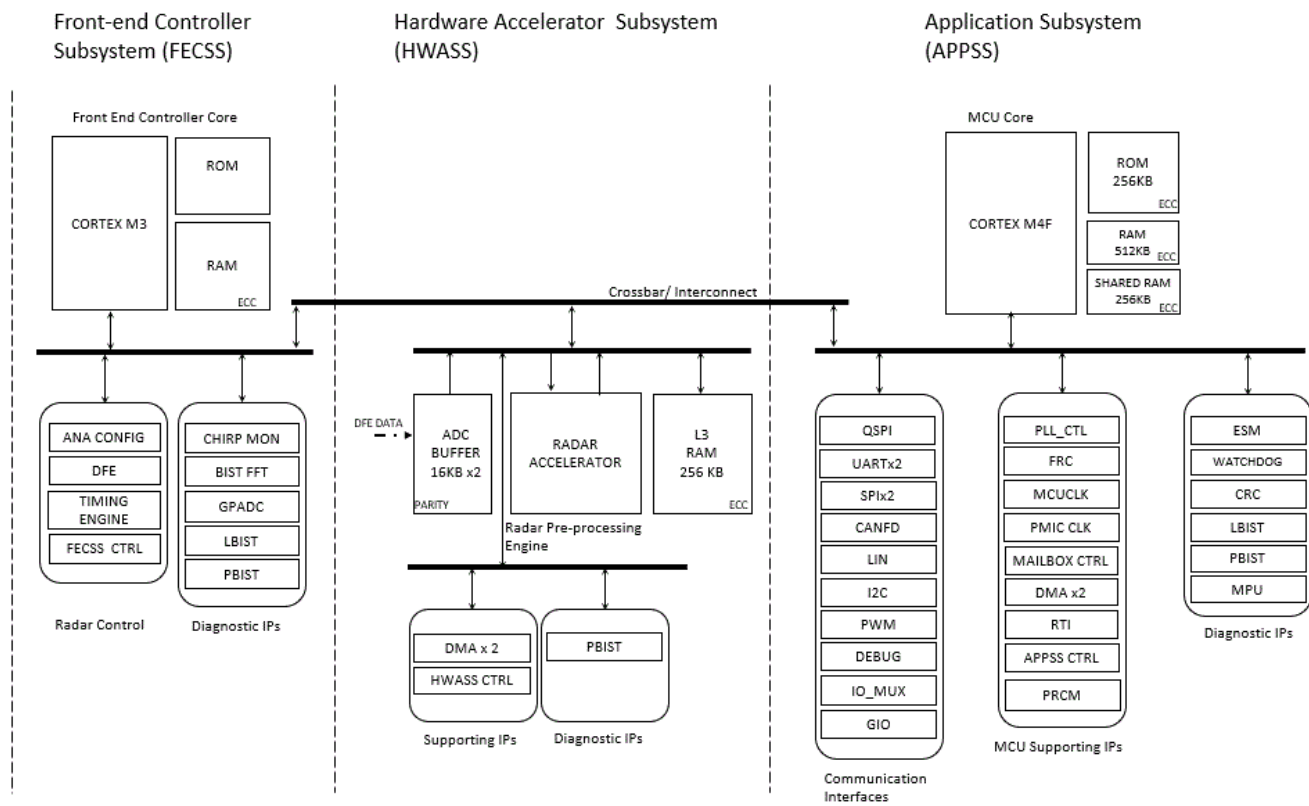 Front-end Controller
Subsystem (FECSS)
Hardware Accelerator Subsystem
(HWASS)
Application Subsystem
(APPSS)
Front End Controller Core
CORTEX M3
ROM
RAM
ECC
MCU Core
CORTEX M4F
ROM
256KB
ECC
RAM
512KB
ECC
SHARED RAM
256KB
ECC
Crossbar/ Interconnect
ANA CONFIG
DFE
TIMING
ENGINE
FECSS CTRL
Radar Control
CHIRP MON
BIST FFT
GPADC
LBIST
PBIST
Diagnostic IPs
DFE DATA
ADC
BUFFER
16KB x2
PARITY
RADAR
ACCELERATOR
Radar Pre-processing
Engine
L3
RAM
256 KB
ECC
DMA x 2
HWASS CTRL
Supporting IPs
PBIST
Diagnostic IPs
QSPI
UARTx2
SPIx2
CANFD
LIN
I2C
PWM
DEBUG
IO_MUX
GIO
Communication
Interfaces
PLL_CTL
FRC
MCUCLK
PMIC CLK
MAILBOX CTRL
DMA x2
RTI
APPSS CTRL
PRCM
MCU Supporting IPs
ESM
WATCHDOG
CRC
LBIST
PBIST
MPU
Diagnostic IPs